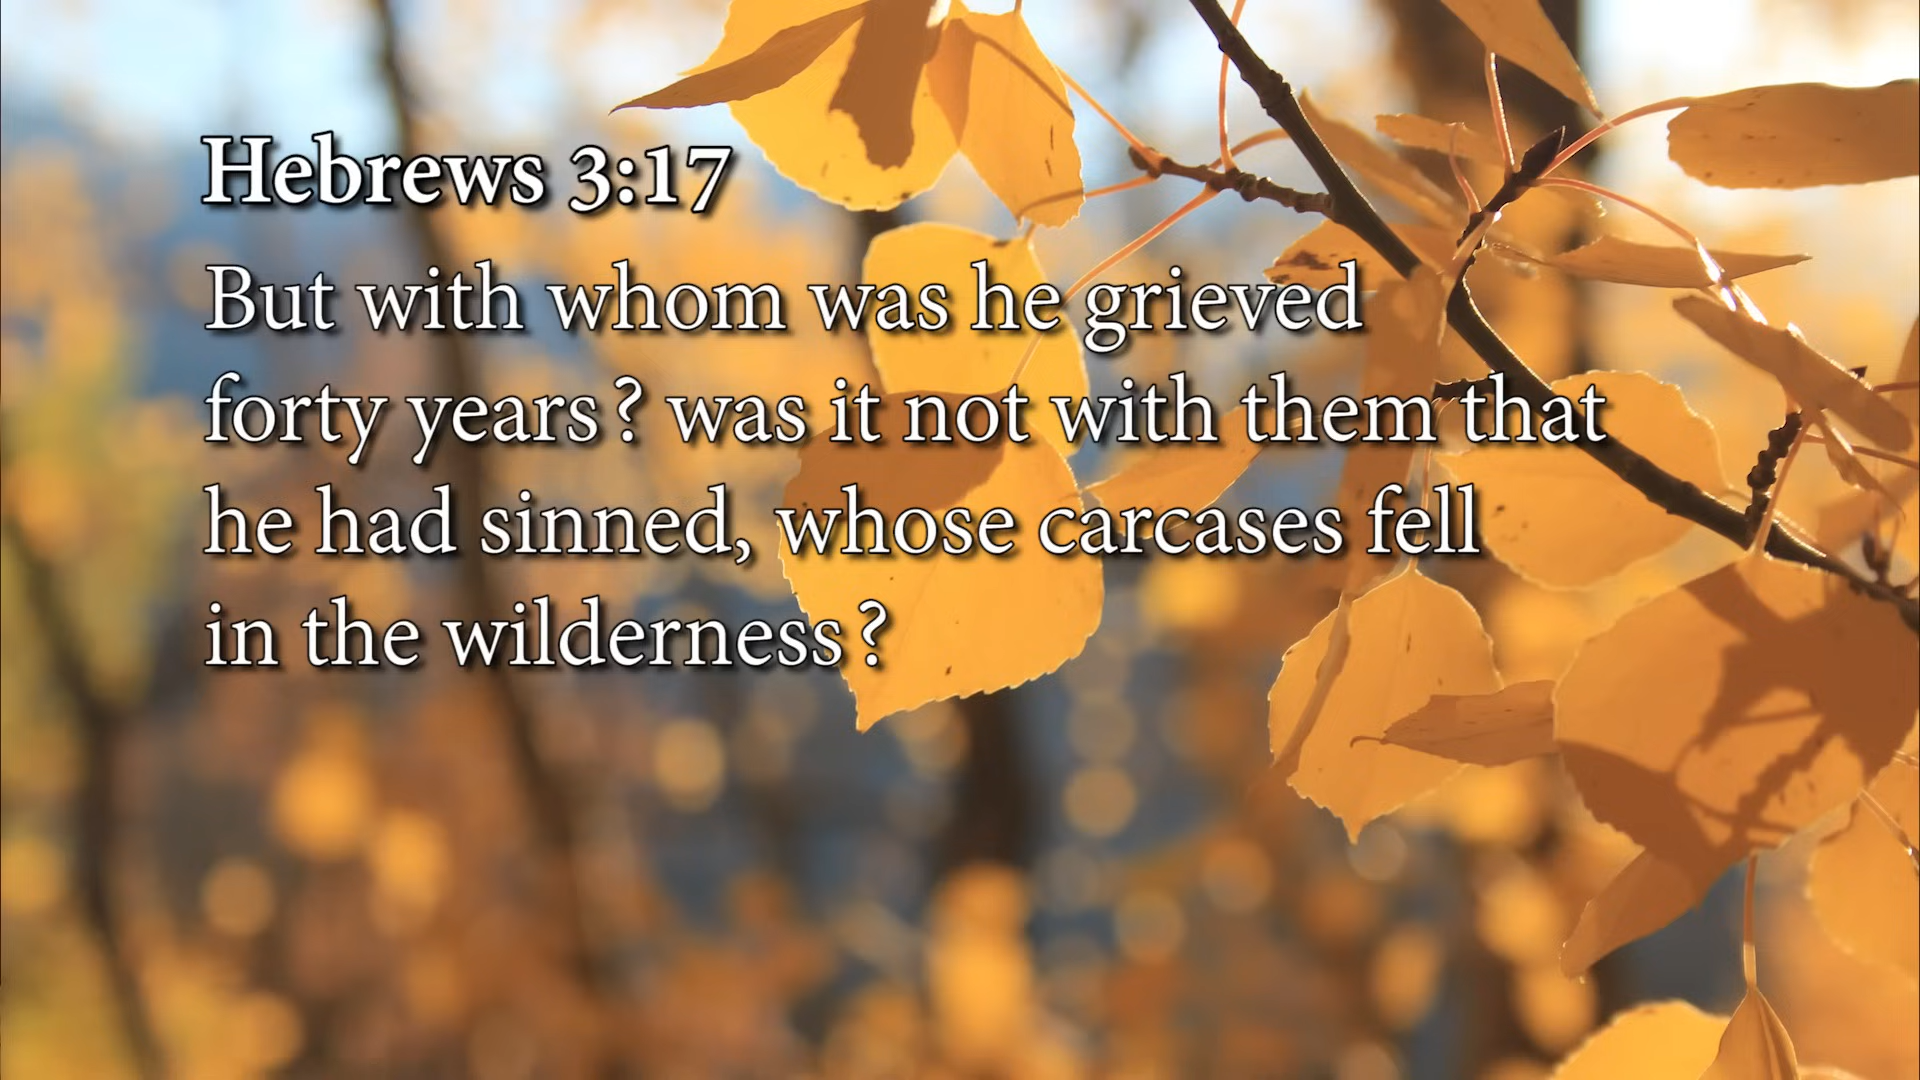 Hebrews 3:17
But with whom was he grieved
forty years? was it not with them that
he had sinned, whose carcases fell
in the wilderness?